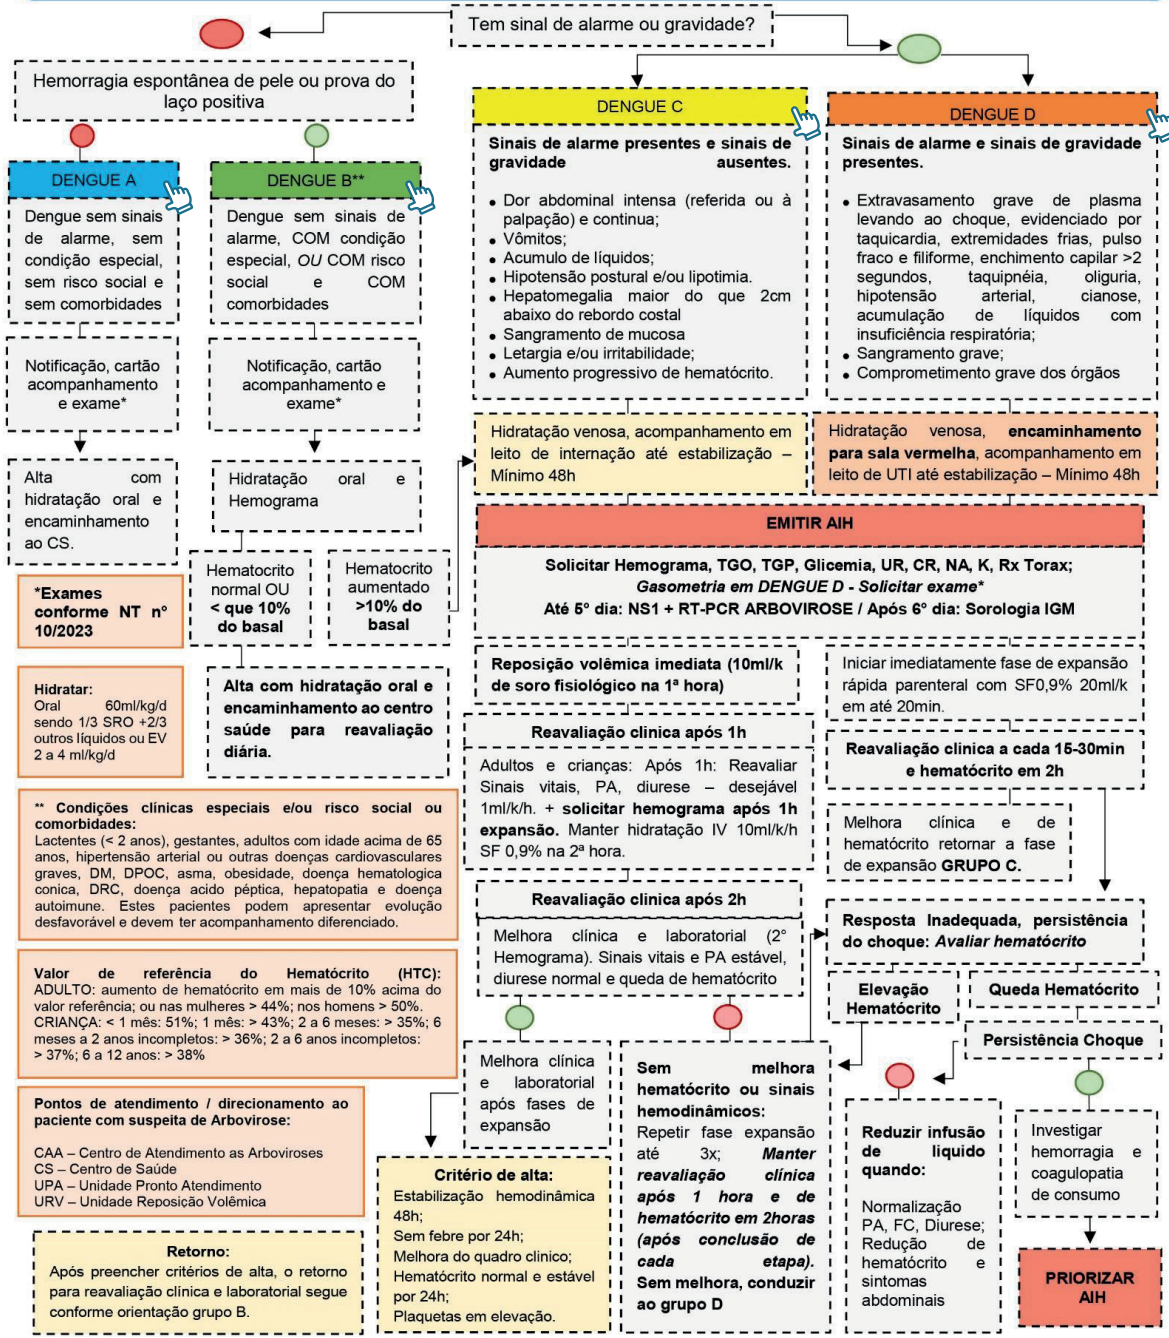 Tem sinal de alarme ou gravidade?
Hemorragia espontânea de pele ou prova do
laço positiva
DENGUE A
Dengue sem sinais
de alarme, sem
condição especial,
sem risco social e
sem comorbidades
Notificação, cartão
acompanhamento
e exame*
Alta com
hidratação oral e
encaminhamento
ao CS.
DENGUE B**
Dengue sem sinais de
alarme, COM condição
especial, OU COM risco
social e COM
comorbidades
Notificação, cartão
acompanhamento e
exame*
Hidratação oral e
Hemograma
Hematocrito
normal OU
< que 10%
do basal
Hematocrito
aumentado
>10% do
basal
Alta com hidratação oral e
encaminhamento ao centro
saúde para reavaliação
diária.
DENGUE C
Sinais de alarme presentes e sinais de
gravidade ausentes.
• Dor abdominal intensa (referida ou à
palpação) e continua;
• Vômitos;
• Acumulo de líquidos;
• Hipotensão postural e/ou lipotimia.
• Hepatomegalia maior do que 2cm
abaixo do rebordo costal
• Sangramento de mucosa
• Letargia e/ou irritabilidade;
• Aumento progressivo de hematócrito.
Hidratação venosa, acompanhamento em
leito de internação até estabilização –
Mínimo 48h
DENGUE D
Sinais de alarme e sinais de gravidade
presentes.
• Extravasamento grave de plasma
levando ao choque, evidenciado por
taquicardia, extremidades frias, pulso
fraco e filiforme, enchimento capilar >2
segundos, taquipnéia, oliguria,
hipotensão arterial, cianose,
acumulação de líquidos com
insuficiência respiratória;
• Sangramento grave;
• Comprometimento grave dos órgãos
Hidratação venosa, encaminhamento
para sala vermelha, acompanhamento em
leito de UTI até estabilização – Mínimo 48h
EMITIR AIH
Solicitar Hemograma, TGO, TGP, Glicemia, UR, CR, NA, K, Rx Torax;
Gasometria em DENGUE D - Solicitar exame*
Até 5° dia: NS1 + RT-PCR ARBOVIROSE / Após 6° dia: Sorologia IGM
Reposição volêmica imediata (10ml/k
de soro fisiológico na 1ª hora)
Reavaliação clinica após 1h
Adultos e crianças: Após 1h: Reavaliar
Sinais vitais, PA, diurese – desejável
1ml/k/h. + solicitar hemograma após 1h
expansão. Manter hidratação IV 10ml/k/h
SF 0,9% na 2ª hora.
Reavaliação clinica após 2h
Melhora clínica e laboratorial (2°
Hemograma). Sinais vitais e PA estável,
diurese normal e queda de hematócrito
Melhora clínica
e laboratorial
após fases de
expansão
Critério de alta:
Estabilização hemodinâmica
48h;
Sem febre por 24h;
Melhora do quadro clinico;
Hematócrito normal e estável
por 24h;
Plaquetas em elevação.
Sem melhora
hematócrito ou sinais
hemodinâmicos:
Repetir fase expansão
até 3x; Manter
reavaliação clínica
após 1 hora e de
hematócrito em 2horas
(após conclusão de
cada etapa).
Sem melhora, conduzir
ao grupo D
Iniciar imediatamente fase de expansão
rápida parenteral com SF0,9% 20ml/k
em até 20min.
Reavaliação clinica a cada 15-30min
e hematócrito em 2h
Melhora clínica e de
hematócrito retornar a fase
de expansão GRUPO C.
Resposta Inadequada, persistência
do choque: Avaliar hematócrito
Elevação
Hematócrito
Queda Hematócrito
Persistência Choque
Reduzir infusão
de liquido
quando:
Normalização
PA, FC, Diurese;
Redução de
hematócrito e
sintomas
abdominais
Investigar
hemorragia e
coagulopatia
de consumo
PRIORIZAR
AIH
*Exames
conforme NT n°
10/2023
Hidratar:
Oral 60ml/kg/d
sendo 1/3 SRO +2/3
outros líquidos ou EV
2 a 4 ml/kg/d
** Condições clínicas especiais e/ou risco social ou
comorbidades:
Lactentes (< 2 anos), gestantes, adultos com idade acima de 65
anos, hipertensão arterial ou outras doenças cardiovasculares
graves, DM, DPOC, asma, obesidade, doença hematologica
conica, DRC, doença acido péptica, hepatopatia e doença
autoimune. Estes pacientes podem apresentar evolução
desfavorável e devem ter acompanhamento diferenciado.
Valor de referência do Hematócrito (HTC):
ADULTO: aumento de hematócrito em mais de 10% acima do
valor referência; ou nas mulheres > 44%; nos homens > 50%.
CRIANÇA: < 1 mês: 51%; 1 mês: > 43%; 2 a 6 meses: > 35%; 6
meses a 2 anos incompletos: > 36%; 2 a 6 anos incompletos:
> 37%; 6 a 12 anos: > 38%
Pontos de atendimento / direcionamento ao
paciente com suspeita de Arbovirose:
CAA – Centro de Atendimento as Arboviroses
CS – Centro de Saúde
UPA – Unidade Pronto Atendimento
URV – Unidade Reposição Volêmica
Retorno:
Após preencher critérios de alta, o retorno
para reavaliação clínica e laboratorial segue
conforme orientação grupo B.